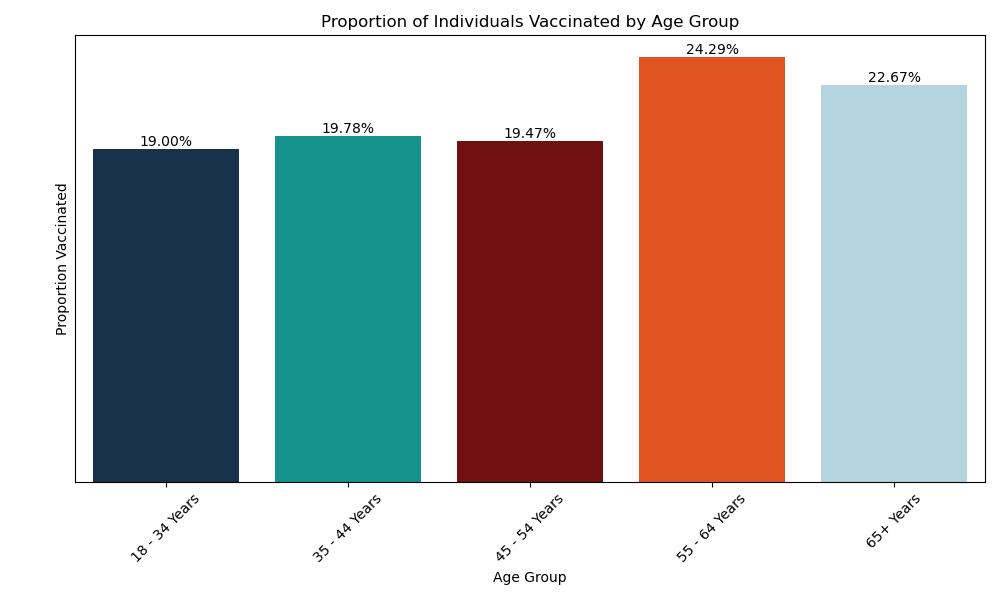 Proportion of Individuals Vaccinated by Age Group
24.29%
22.67%
19.78%
19.47%
19.00%
Proportion Vaccinated
18 - 34 Years
35 - 44 Years
45 - 54 Years
55 - 64 Years
65+ Years
Age Group